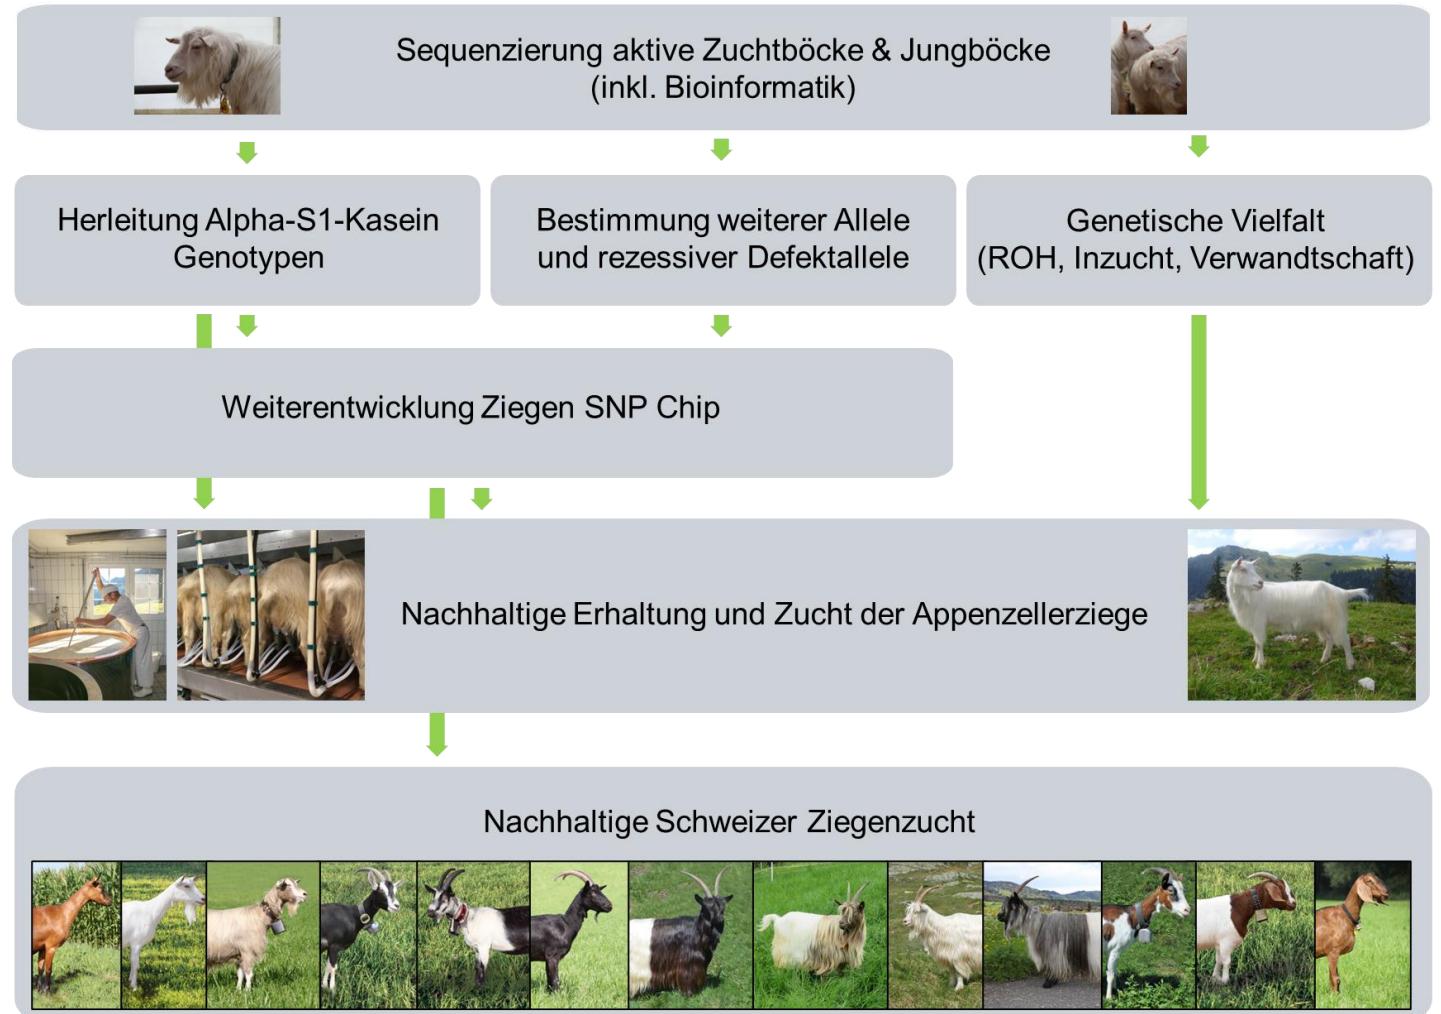 Sequenzierung aktive Zuchtböcke & Jungböcke
(inkl. Bioinformatik)
Herleitung Alpha-S1-Kasein
Genotypen
Bestimmung weiterer Allele
und rezessiver Defektallele
Genetische Vielfalt
(ROH, Inzucht, Verwandtschaft)
Weiterentwicklung Ziegen SNP Chip
Nachhaltige Erhaltung und Zucht der Appenzellerziege
Nachhaltige Schweizer Ziegenzucht